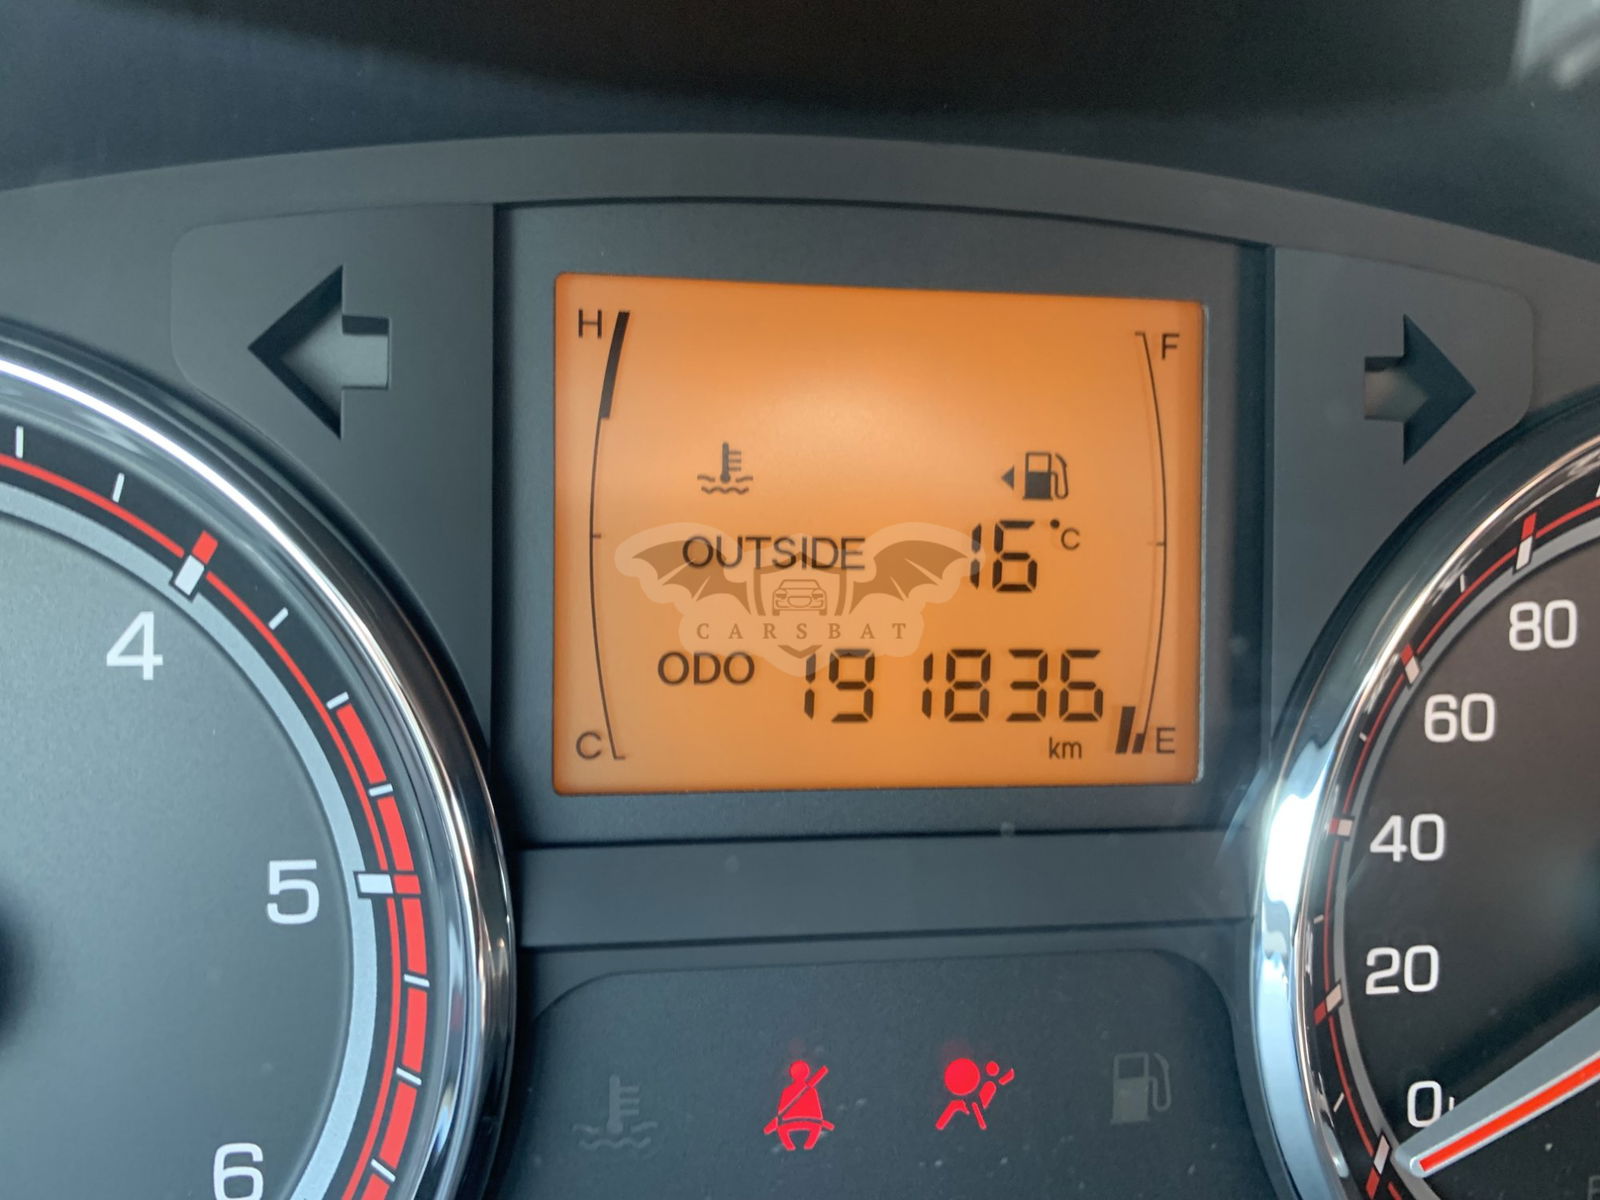 H
F
OUTSIDE 16°C
CARSBAT
ODO 191836
km
C
E
4
5
6
80
60
40
20
0